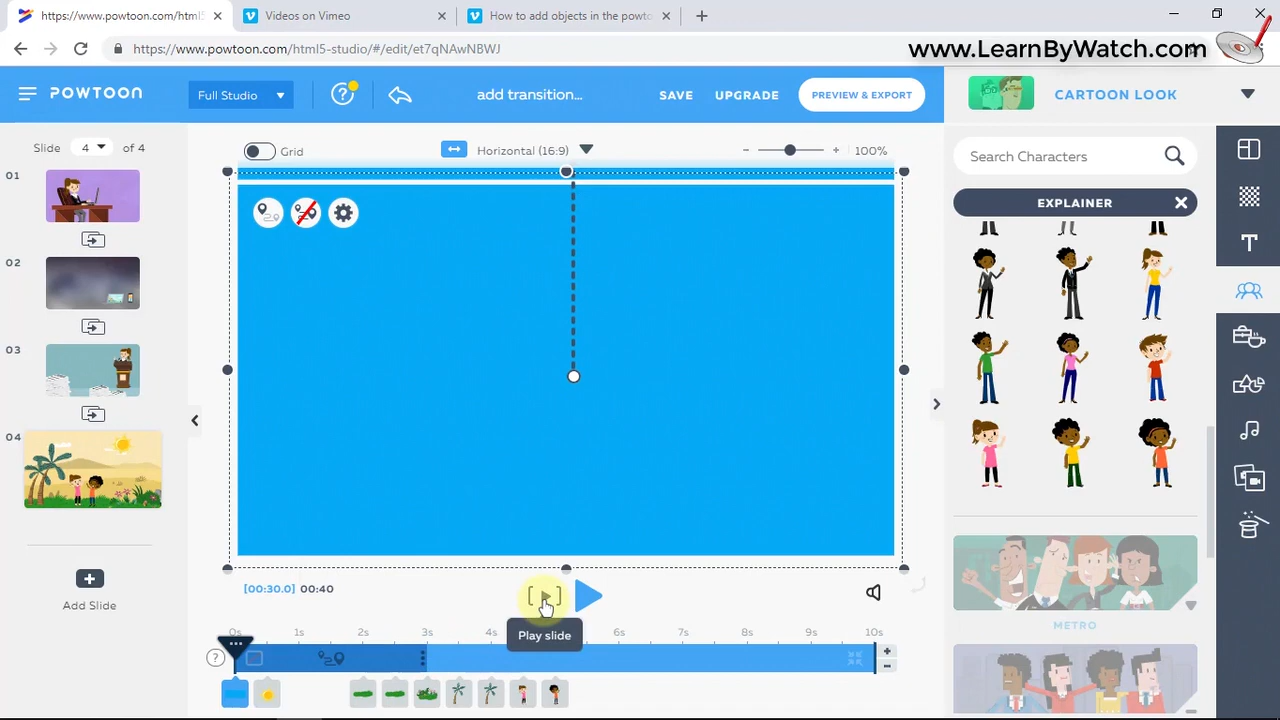 https://www.powtoon.com/html5
Videos on Vimeo
How to add objects in the powto
https://www.powtoon.com/html5-studio/#/edit/et7qNAwNBWJ
www.LearnByWatch.com
POWTOON
Full Studio
?
add transition...
SAVE
UPGRADE
PREVIEW & EXPORT
CARTOON LOOK
Slide 4 of 4
Grid
Horizontal (16:9)
100%
Search Characters
EXPLAINER
01
02
03
04
Add Slide
[00:30.0] 00:40
Play slide
0s 1s 2s 3s 4s 6s 7s 8s 9s 10s
?
METRO